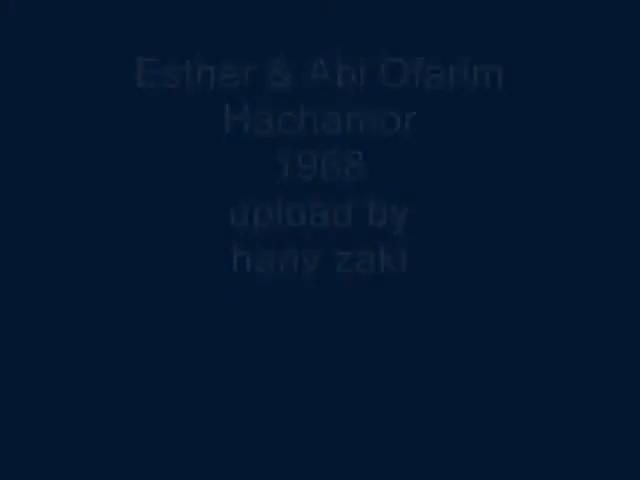 Esther & Abi Ofarim
Hachamor
1968
upload by
hany zaki